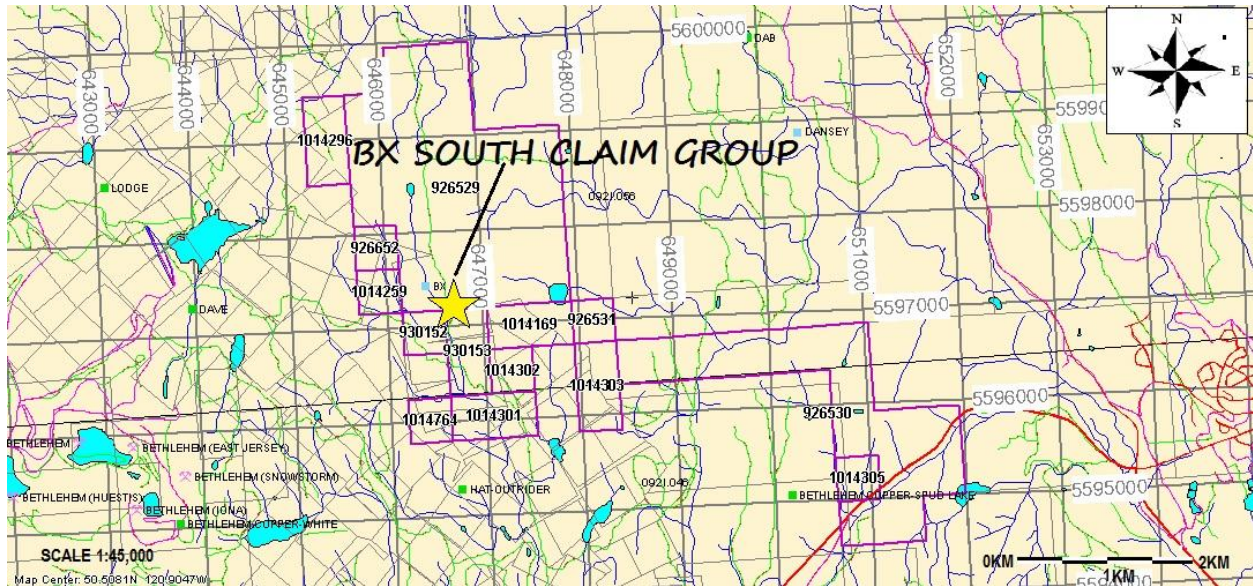 N
W E
S
5600000
DAB
643000
644000
645000
646000
648000
952000
5599000
DANSEY
653000
1014296
BX SOUTH CLAIM GROUP
LODGE
926529
092I.056
5598000
926652
647000
649000
651000
1014259
BX
DAVE
5597000
930152
1014169
926531
930153
1014302
1014303
5596000
926530
1014764
1014301
BETHLEHEM
BETHLEHEM (EAST JERSEY)
BETHLEHEM (SNOWSTORM)
1014305
092I.046
HAT-OUTRIDER
BETHLEHEM COPPER-SPUD LAKE
5595000
BETHLEHEM (HUESTIS)
BETHLEHEM (IONA)
BETHLEHEM COPPER-WHITE
SCALE 1:45,000
0KM 1KM 2KM
Map Center: 50.5081N 120.9047W